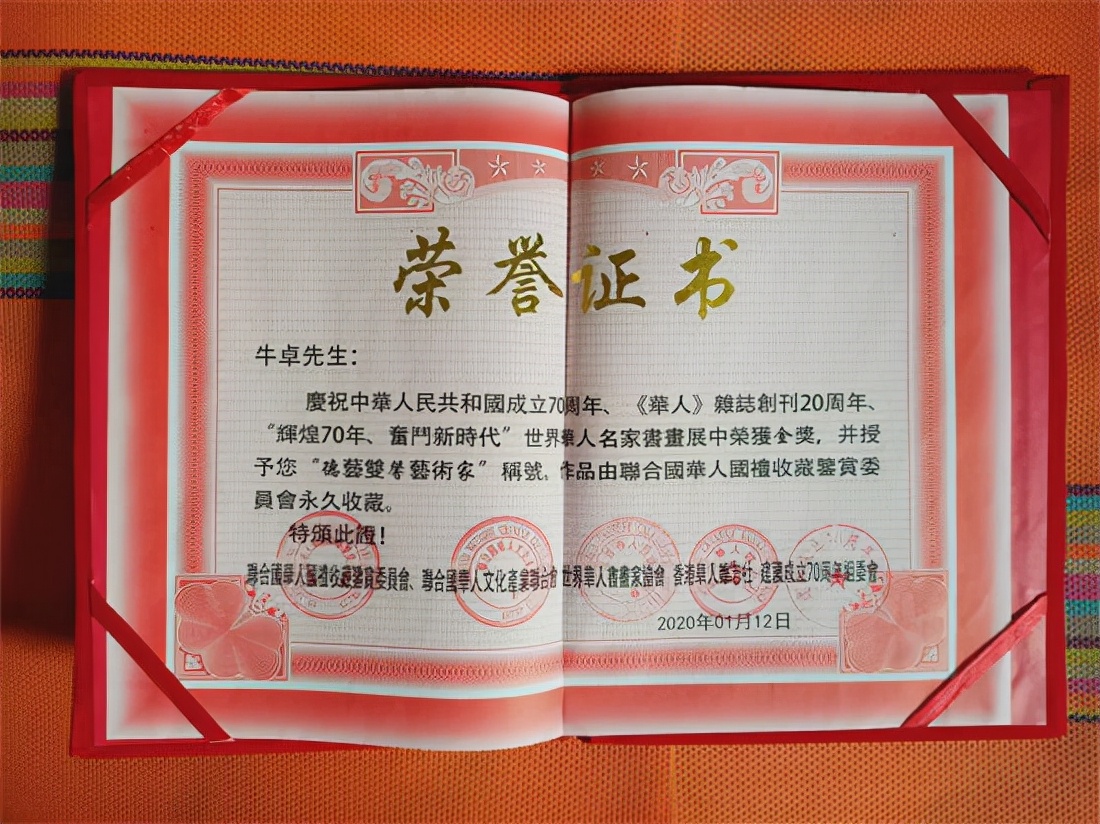 荣誉证书
牛卓先生：
慶祝中華人民共和國成立70周年、《華人》雜誌創刊20周年、
“輝煌70年、奮鬥新時代”世界華人名家書畫展中榮獲金獎，并授
予您“德藝雙馨藝術家”稱號。作品由聯合國華人國禮收藏鑒賞委
員會永久收藏。
特頒此證！
聯合國華人國禮收藏鑒賞委員會、聯合國華人文化產業聯合會 世界華人書畫家協會 香港華人雜誌社 建國成立70周年組委會
2020年01月12日